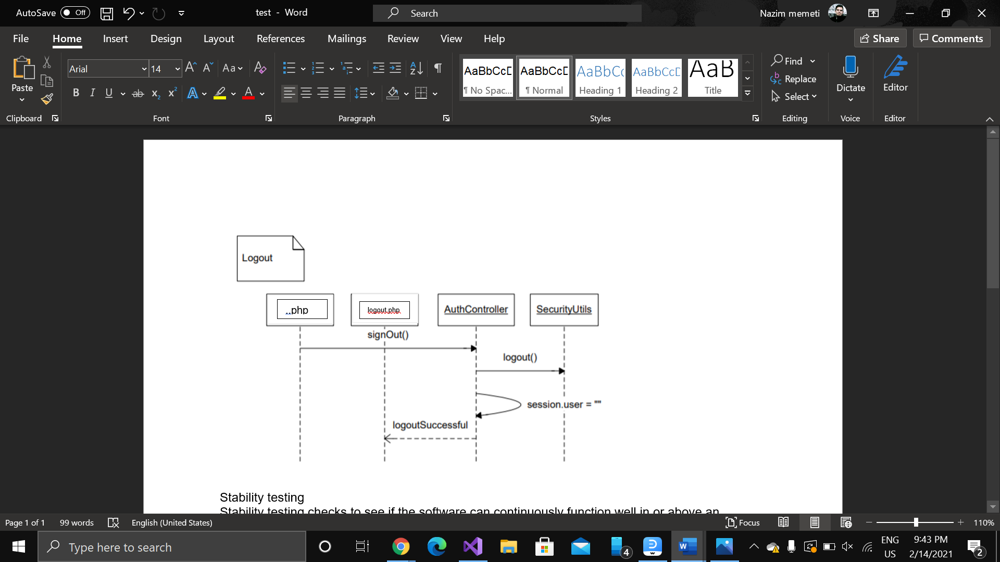 AutoSave Off test - Word Search Nazim memeti
File Home Insert Design Layout References Mailings Review View Help Share Comments
Paste Arial 14 Aa
AaBbCcD AaBbCcD AaBbCc AaBbCcD AaB
¶ No Spac... ¶ Normal Heading 1 Heading 2 Title
Find
Replace
Select
Dictate Editor
Clipboard Font Paragraph Styles Editing Voice Editor
Logout
..php logout.php AuthController SecurityUtils
signOut()
logout()
session.user = ""
logoutSuccessful
Stability testing
Stability testing checks to see if the software can continuously function well in or above an
Page 1 of 1 99 words English (United States) Focus 110%
Type here to search 4 ENG 9:43 PM
US 2/14/2021 2